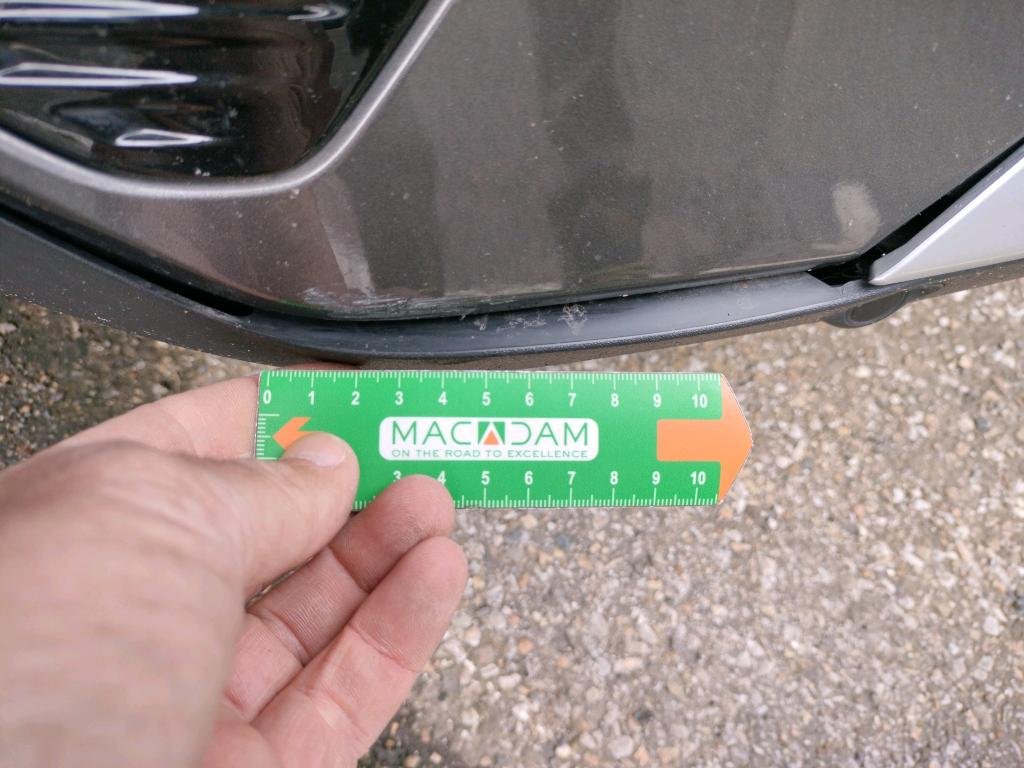 0 1 2 3 4 5 6 7 8 9 10
MACADAM
ON THE ROAD TO EXCELLENCE
3 4 5 6 7 8 9 10